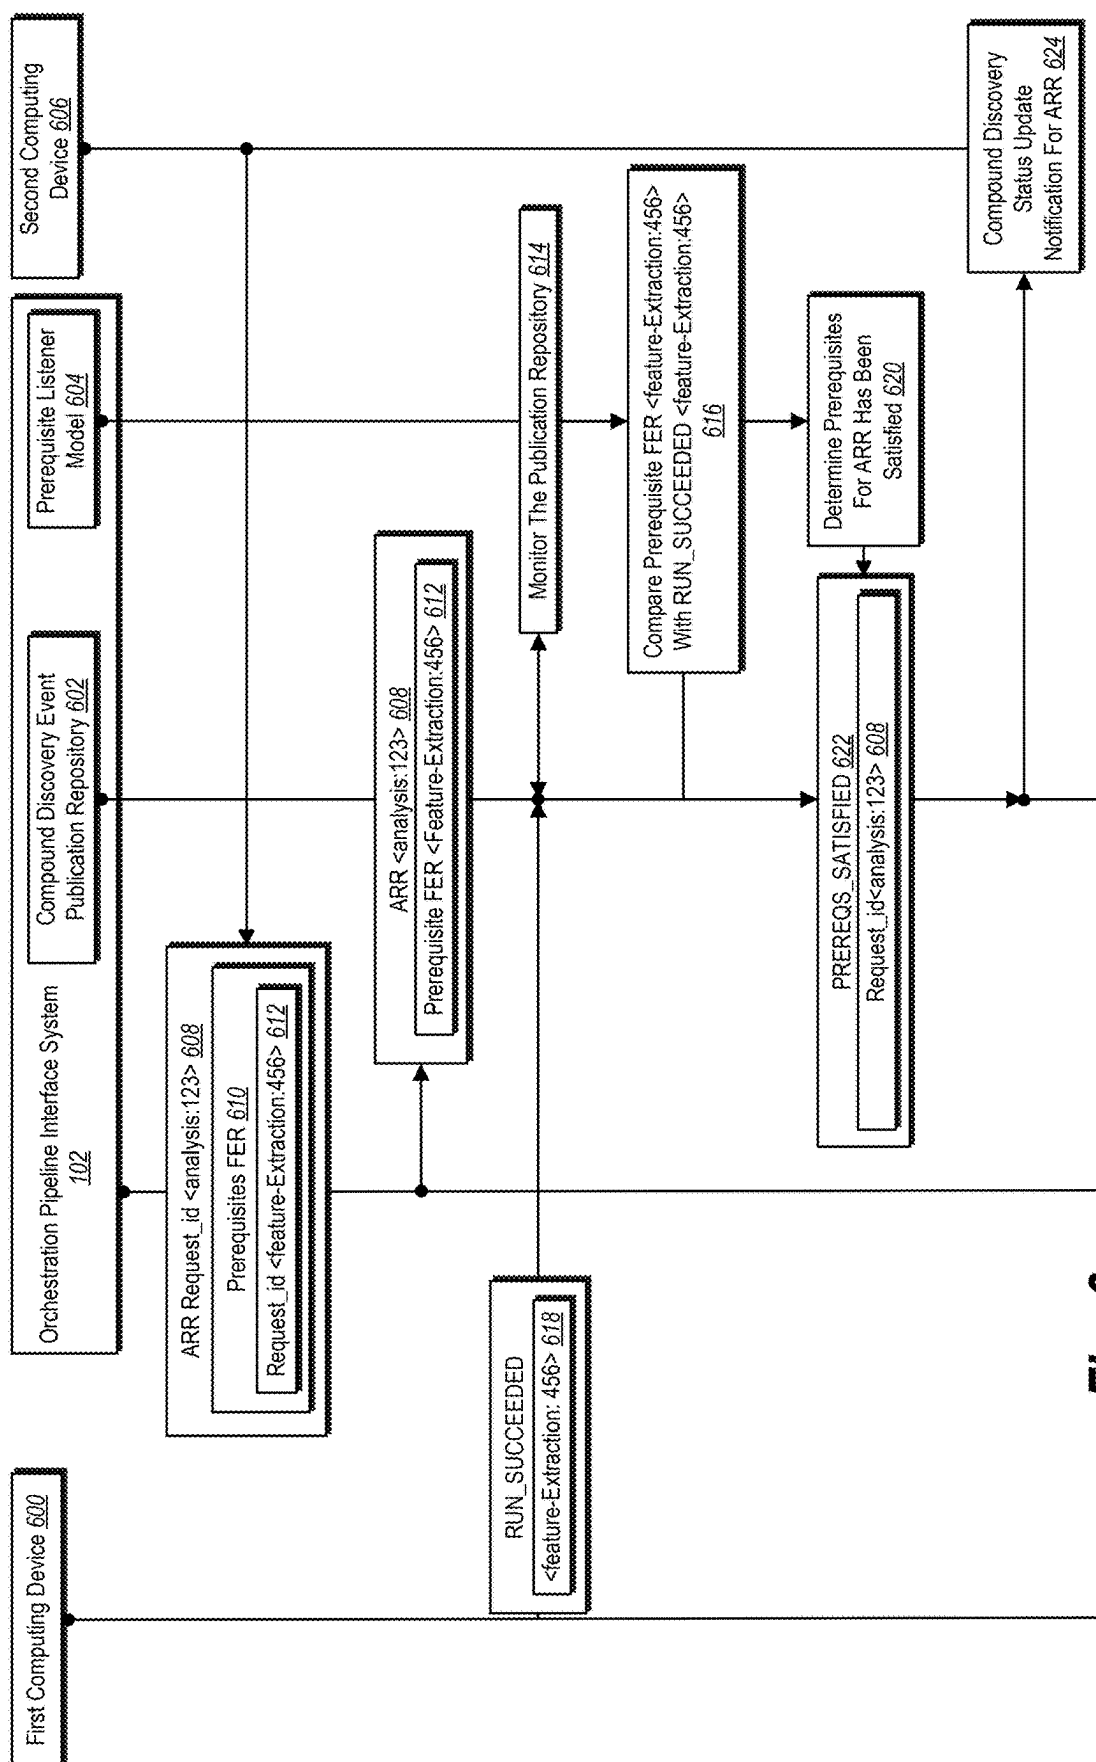 First Computing Device 600
Orchestration Pipeline Interface System
102
Compound Discovery Event
Publication Repository 602
Prerequisite Listener
Model 604
Second Computing
Device 606
ARR Request_id <analysis:123> 608
Prerequisites FER 610
Request_id <feature-Extraction:456> 612
ARR <analysis:123> 608
Prerequisite FER <Feature-Extraction:456> 612
RUN_SUCCEEDED
<feature-Extraction: 456> 618
Monitor The Publication Repository 614
Compare Prerequisite FER <feature-Extraction:456>
With RUN_SUCCEEDED <feature-Extraction:456>
616
Determine Prerequisites
For ARR Has Been
Satisfied 620
PREREQS_SATISFIED 622
Request_id<analysis:123> 608
Compound Discovery
Status Update
Notification For ARR 624